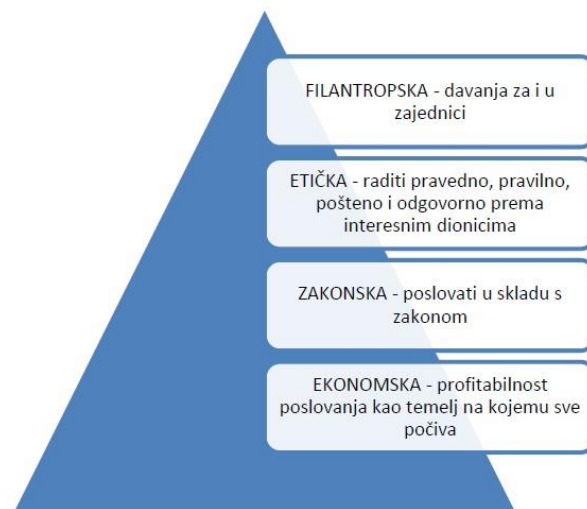 FILANTROPSKA - davanja za i u
zajednici
ETIČKA - raditi pravedno, pravilno,
pošteno i odgovorno prema
interesnim dionicima
ZAKONSKA - poslovati u skladu s
zakonom
EKONOMSKA - profitabilnost
poslovanja kao temelj na kojemu sve
počiva